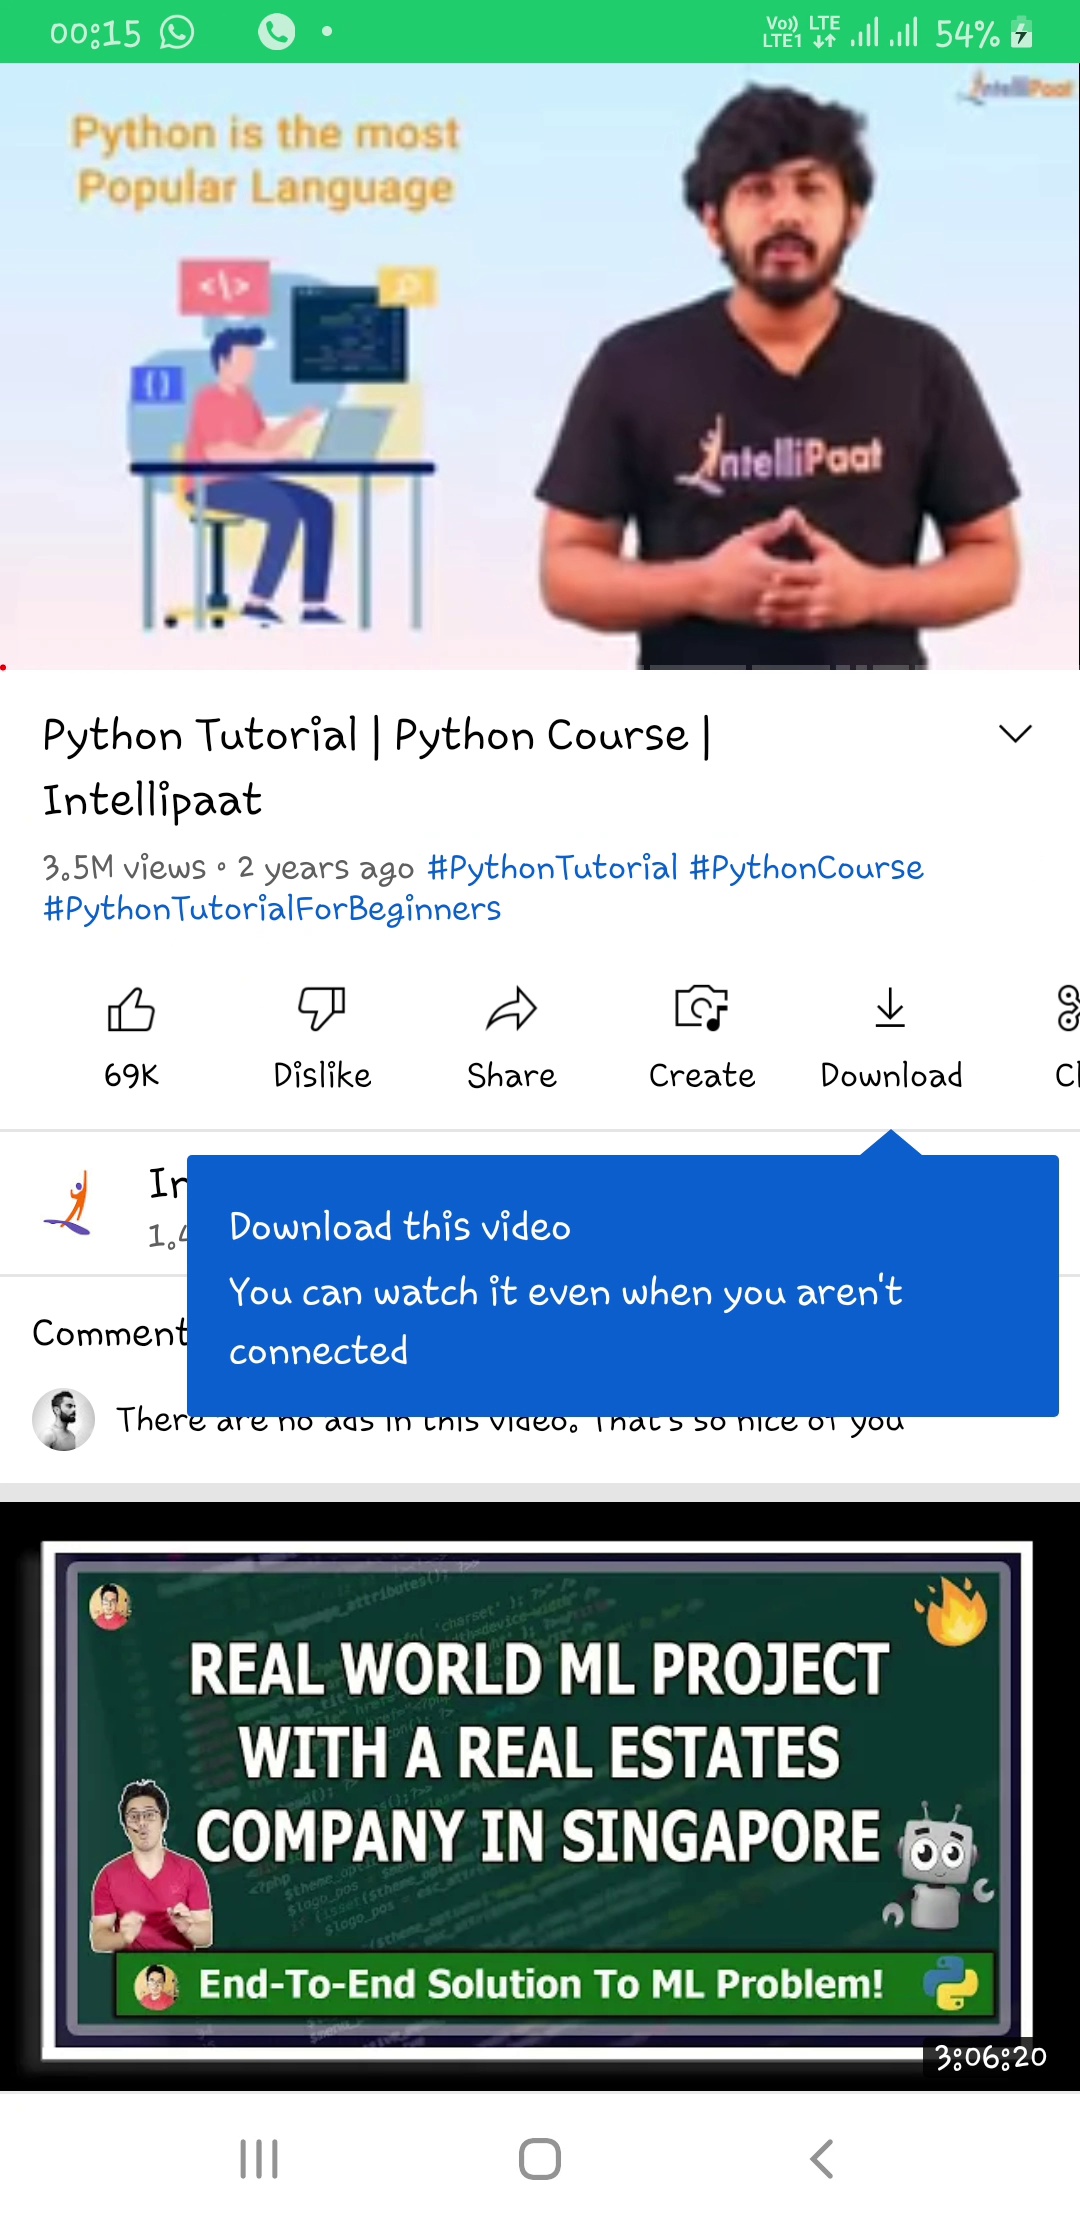 00:15
Vo)) LTE
LTE1
54%
IntelliPaat
Python is the most
Popular Language
</>
{}
IntelliPaat
Python Tutorial | Python Course |
Intellipaat
3.5M views • 2 years ago #PythonTutorial #PythonCourse
#PythonTutorialForBeginners
69K
Dislike
Share
Create
Download
Cl
In
1.4
Download this video
You can watch it even when you aren't
connected
Comment
There are no ads in this video. That's so nice of you
REAL WORLD ML PROJECT
WITH A REAL ESTATES
COMPANY IN SINGAPORE
End-To-End Solution To ML Problem!
3:06:20